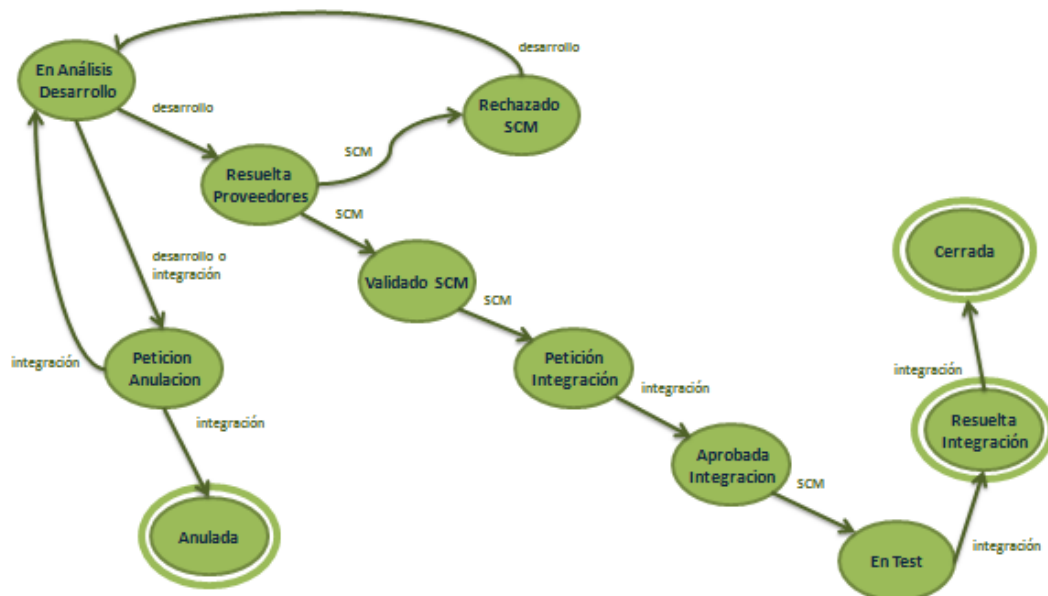 desarrollo
En Análisis
Desarrollo
Rechazado
SCM
desarrollo
SCM
Resuelta
Proveedores
SCM
desarrollo o
integración
Validado SCM
SCM
Cerrada
integración
Peticion
Anulacion
Petición
Integración
integración
integración
integración
Resuelta
Integración
Aprobada
Integracion
SCM
Anulada
En Test
integración